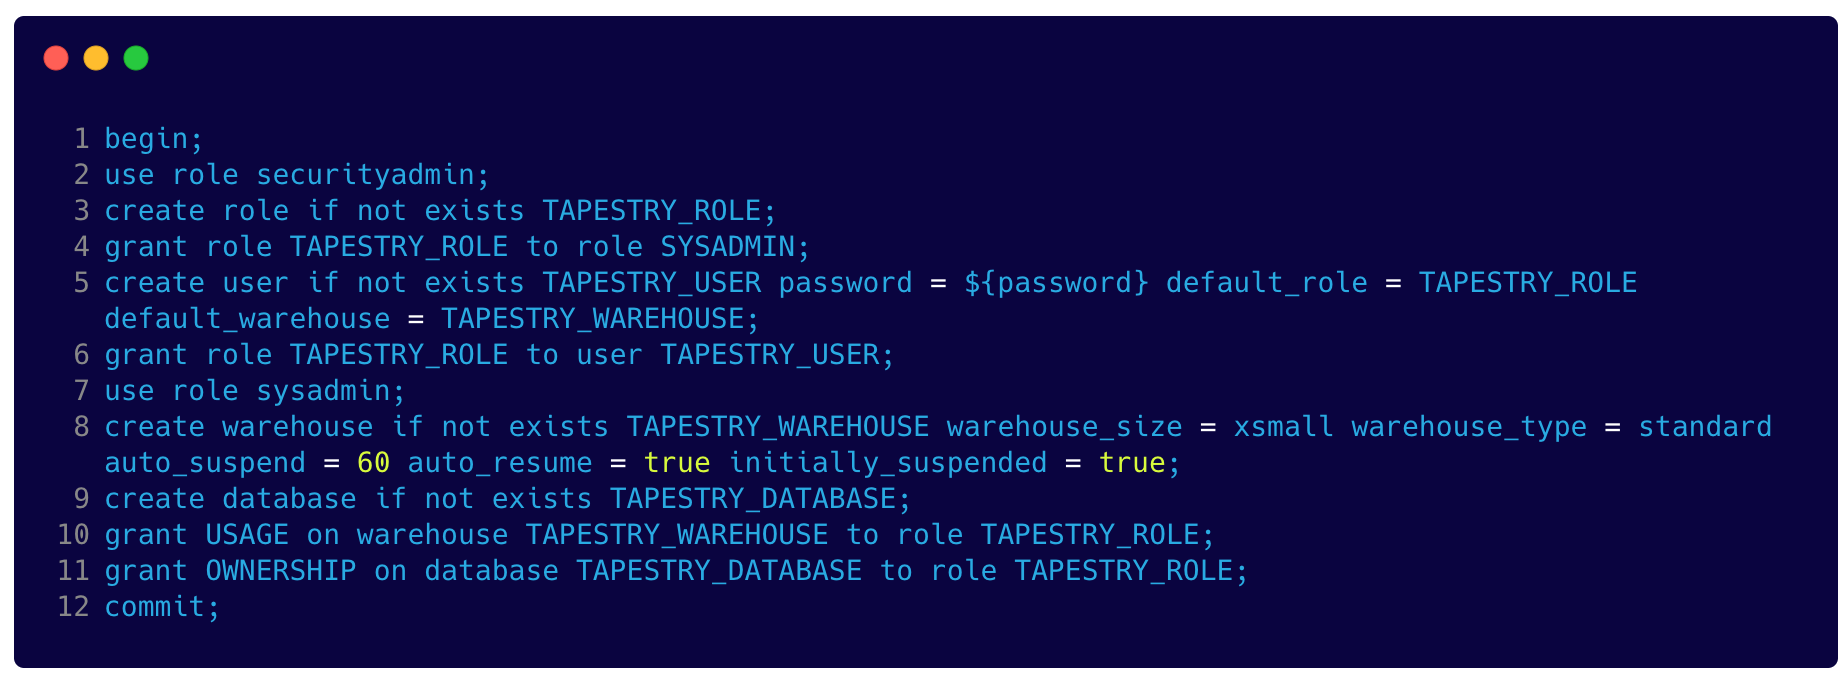 1 begin;
2 use role securityadmin;
3 create role if not exists TAPESTRY_ROLE;
4 grant role TAPESTRY_ROLE to role SYSADMIN;
5 create user if not exists TAPESTRY_USER password = ${password} default_role = TAPESTRY_ROLE
default_warehouse = TAPESTRY_WAREHOUSE;
6 grant role TAPESTRY_ROLE to user TAPESTRY_USER;
7 use role sysadmin;
8 create warehouse if not exists TAPESTRY_WAREHOUSE warehouse_size = xsmall warehouse_type = standard
auto_suspend = 60 auto_resume = true initially_suspended = true;
9 create database if not exists TAPESTRY_DATABASE;
10 grant USAGE on warehouse TAPESTRY_WAREHOUSE to role TAPESTRY_ROLE;
11 grant OWNERSHIP on database TAPESTRY_DATABASE to role TAPESTRY_ROLE;
12 commit;